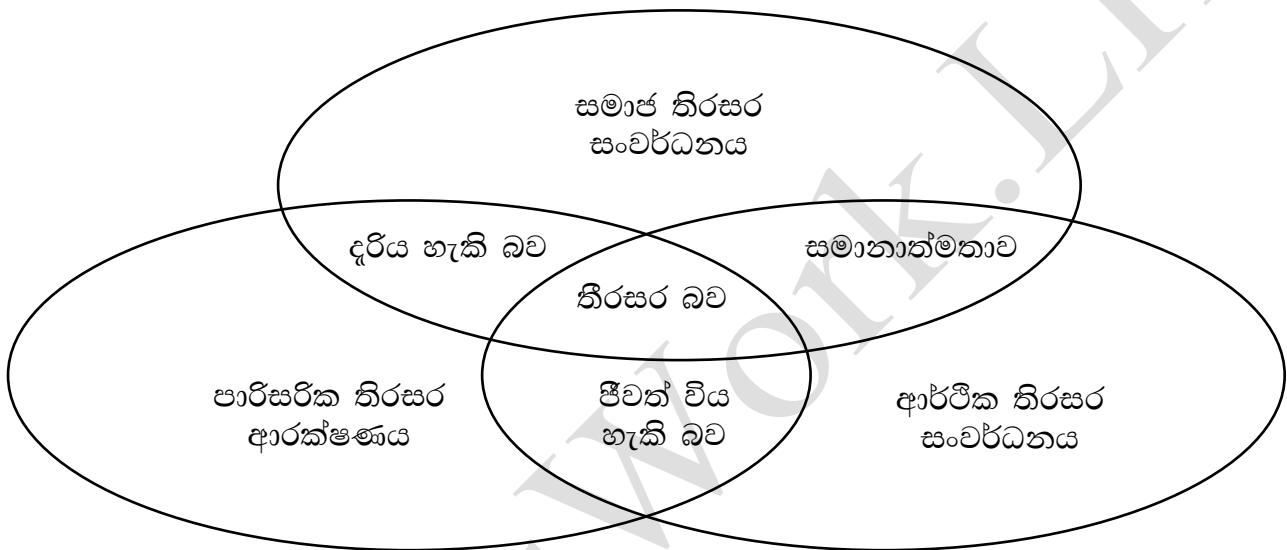 සමාජ තිරසර
සංවර්ධනය
දැරිය හැකි බව
සමානාත්මතාව
තීරසර බව
පාරිසරික තිරසර
ආරක්ෂණය
ජීවත් විය
හැකි බව
ආර්ථික තිරසර
සංවර්ධනය